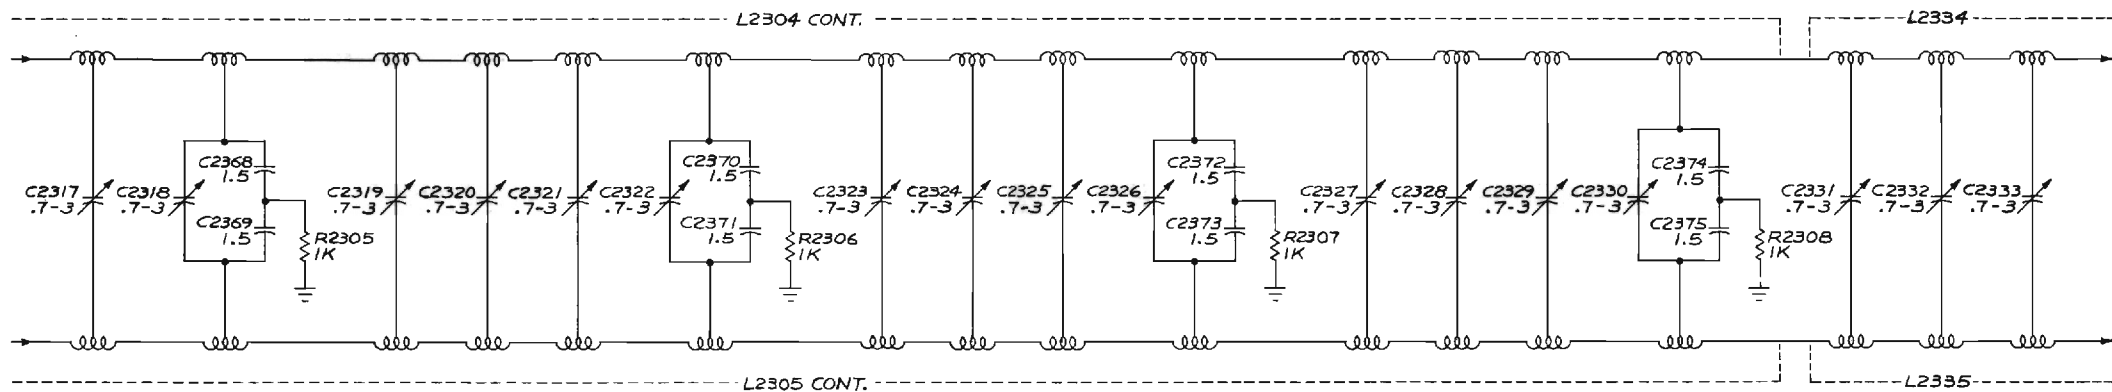 L2304 CONT.
L2334
C2317
.7-3
C2318
.7-3
C2368
1.5
C2369
1.5
R2305
1K
C2319
.7-3
C2320
.7-3
C2321
.7-3
C2322
.7-3
C2370
1.5
C2371
1.5
R2306
1K
C2323
.7-3
C2324
.7-3
C2325
.7-3
C2326
.7-3
C2372
1.5
C2373
1.5
R2307
1K
C2327
.7-3
C2328
.7-3
C2329
.7-3
C2330
.7-3
C2374
1.5
C2375
1.5
R2308
1K
C2331
.7-3
C2332
.7-3
C2333
.7-3
L2305 CONT.
L2335